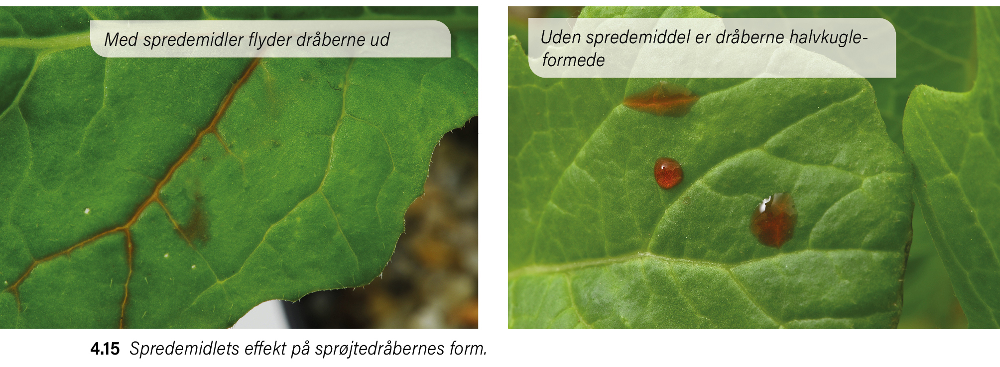 Med spredemidler flyder dråberne ud
Uden spredemiddel er dråberne halvkugle-
formede
4.15 Spredemidlets effekt på sprøjtedråbernes form.